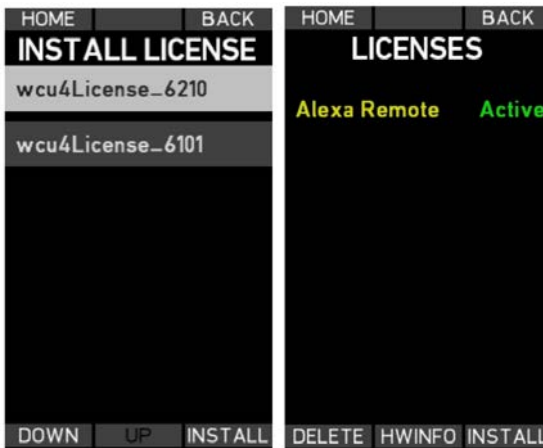 HOME BACK
INSTALL LICENSE
wcu4License_6210
wcu4License_6101
DOWN UP INSTALL
HOME BACK
LICENSES
Alexa Remote Active
DELETE HWINFO INSTALL